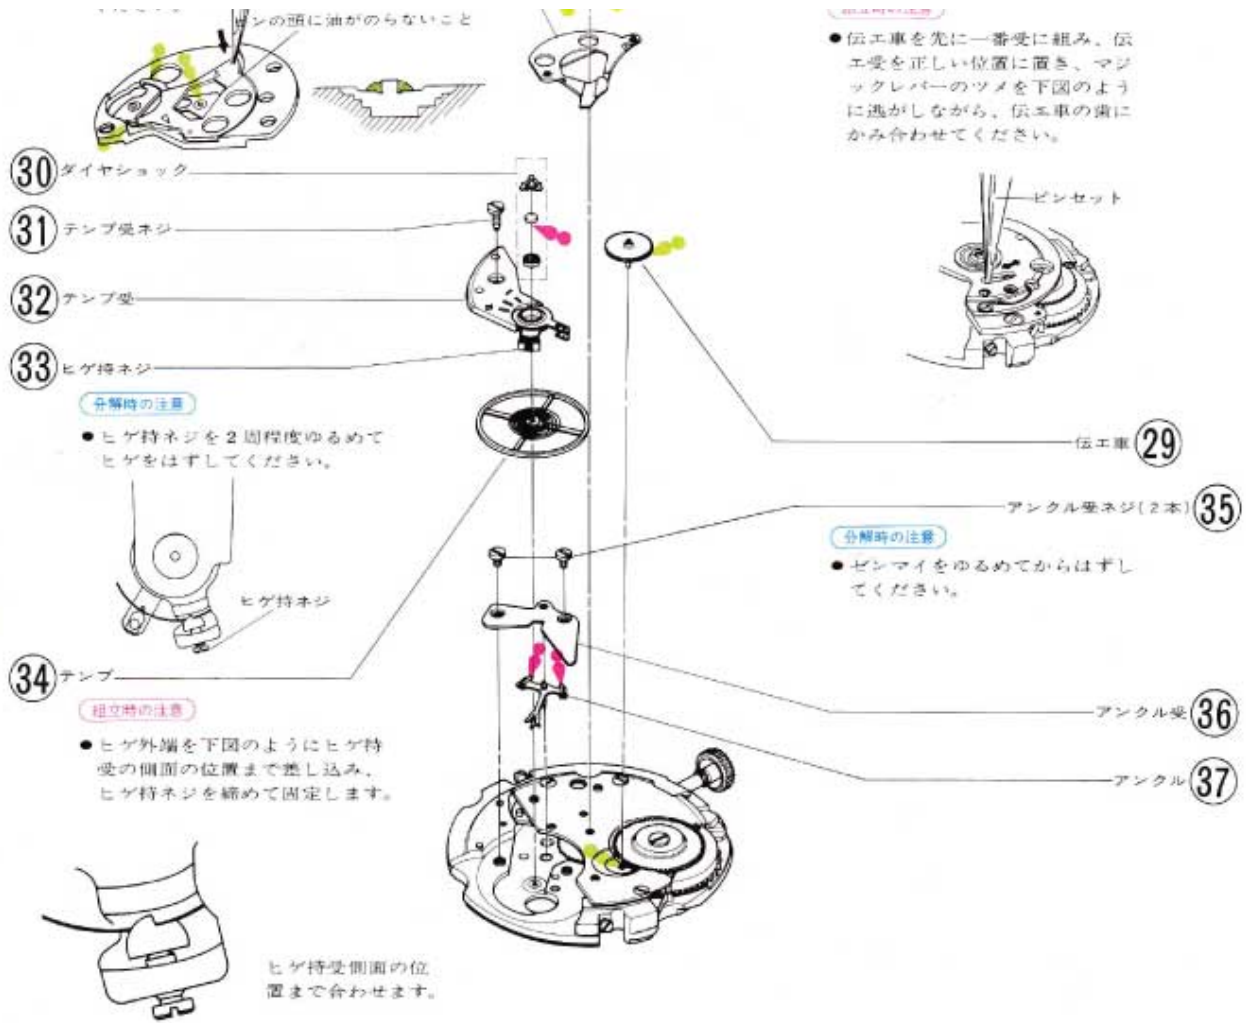 ンの頭に油がのらないこと
30 ダイヤショック
31 テンプ受ネジ
32 テンプ受
33 ヒゲ持ネジ
分解時の注意
● ヒゲ持ネジを2周程度ゆるめて
ヒゲをはずしてください。
ヒゲ持ネジ
34 テンプ
組立時の注意
● ヒゲ外端を下図のようにヒゲ持
受の側面の位置まで差し込み、
ヒゲ持ネジを締めて固定します。
ヒゲ持受側面の位
置まで合わせます。
● 伝エ車を先に一番受に組み、伝
エ受を正しい位置に置き、マジ
ックレバーのツメを下図のよう
に逃がしながら、伝エ車の歯に
かみ合わせてください。
ピンセット
伝エ車 29
アンクル受ネジ(2本) 35
分解時の注意
● ゼンマイをゆるめてからはずし
てください。
アンクル受 36
アンクル 37